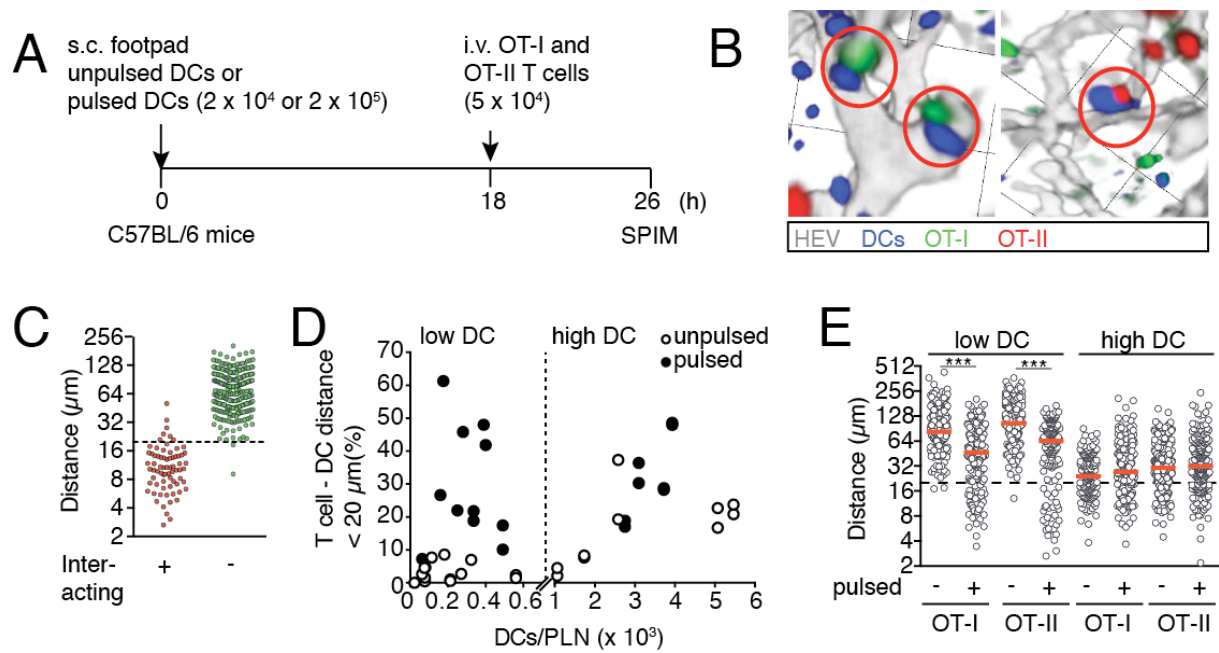 A
s.c. footpad
unpulsed DCs or
pulsed DCs (2 x 10⁴ or 2 x 10⁵)
i.v. OT-I and
OT-II T cells
(5 x 10⁴)
0
18
26
(h)
C57BL/6 mice
SPIM
B
HEV DCs OT-I OT-II
C
Distance (µm)
256
128
64
32
16
8
4
2
Inter-
acting
+
-
D
low DC
high DC
unpulsed
pulsed
T cell - DC distance
< 20 µm(%)
70
60
50
40
30
20
10
0
0 0.2 0.4 0.6 1 2 3 4 5 6
DCs/PLN (x 10³)
E
low DC
high DC
*** ***
Distance (µm)
512
256
128
64
32
16
8
4
2
pulsed - + - + - + - +
OT-I OT-II OT-I OT-II